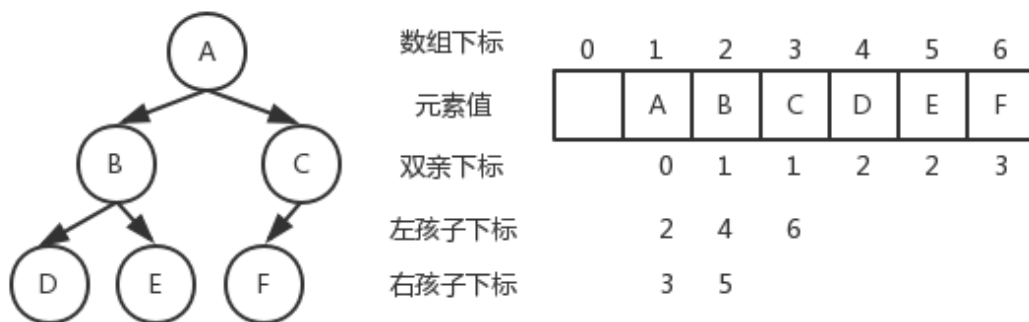 A
B
C
D
E
F
数组下标 0 1 2 3 4 5 6
元素值 A B C D E F
双亲下标 0 1 1 2 2 3
左孩子下标 2 4 6
右孩子下标 3 5